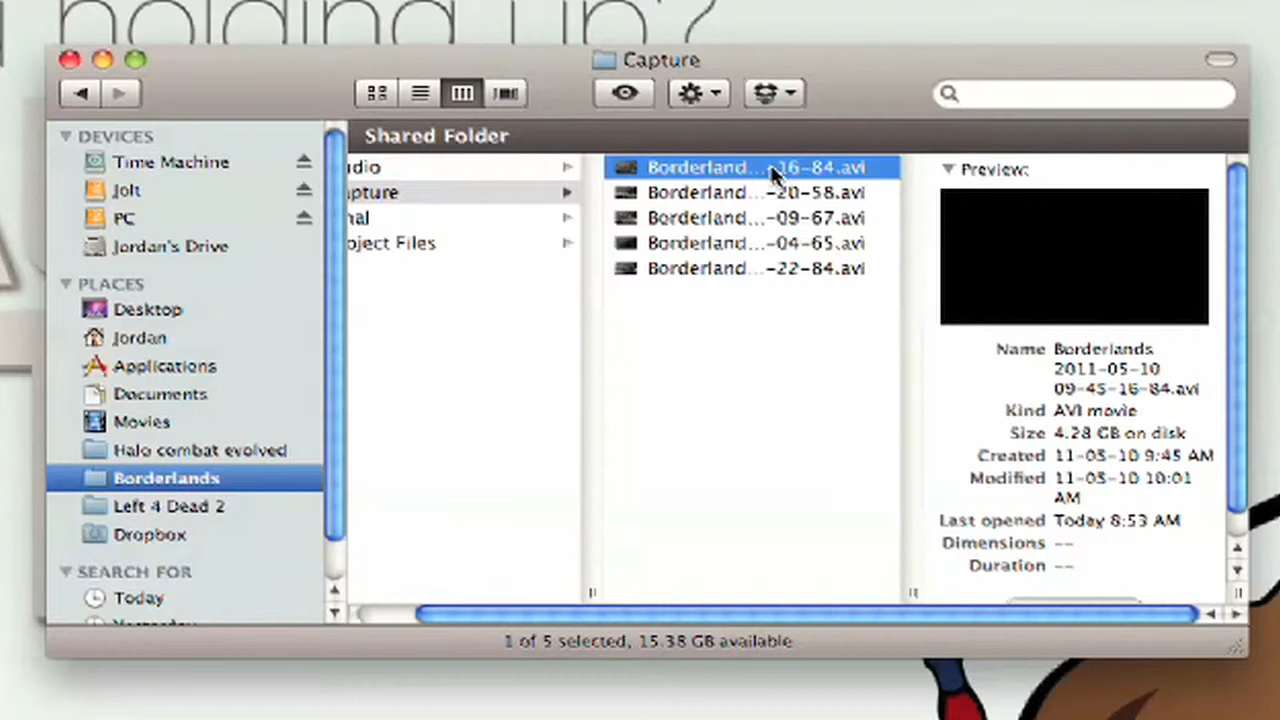 holding up?
Capture
Shared Folder
DEVICES
Time Machine
Jolt
PC
Jordan's Drive
PLACES
Desktop
Jordan
Applications
Documents
Movies
Halo combat evolved
Borderlands
Left 4 Dead 2
Dropbox
SEARCH FOR
Today
Yesterday
udio
apture
nal
oject Files
Borderland...-16-84.avi
Borderland...-20-58.avi
Borderland...-09-67.avi
Borderland...-04-65.avi
Borderland...-22-84.avi
Preview:
Name Borderlands
2011-05-10
09-45-16-84.avi
Kind AVI movie
Size 4.28 GB on disk
Created 11-05-10 9:45 AM
Modified 11-05-10 10:01
AM
Last opened Today 8:53 AM
Dimensions --
Duration --
1 of 5 selected, 15.38 GB available